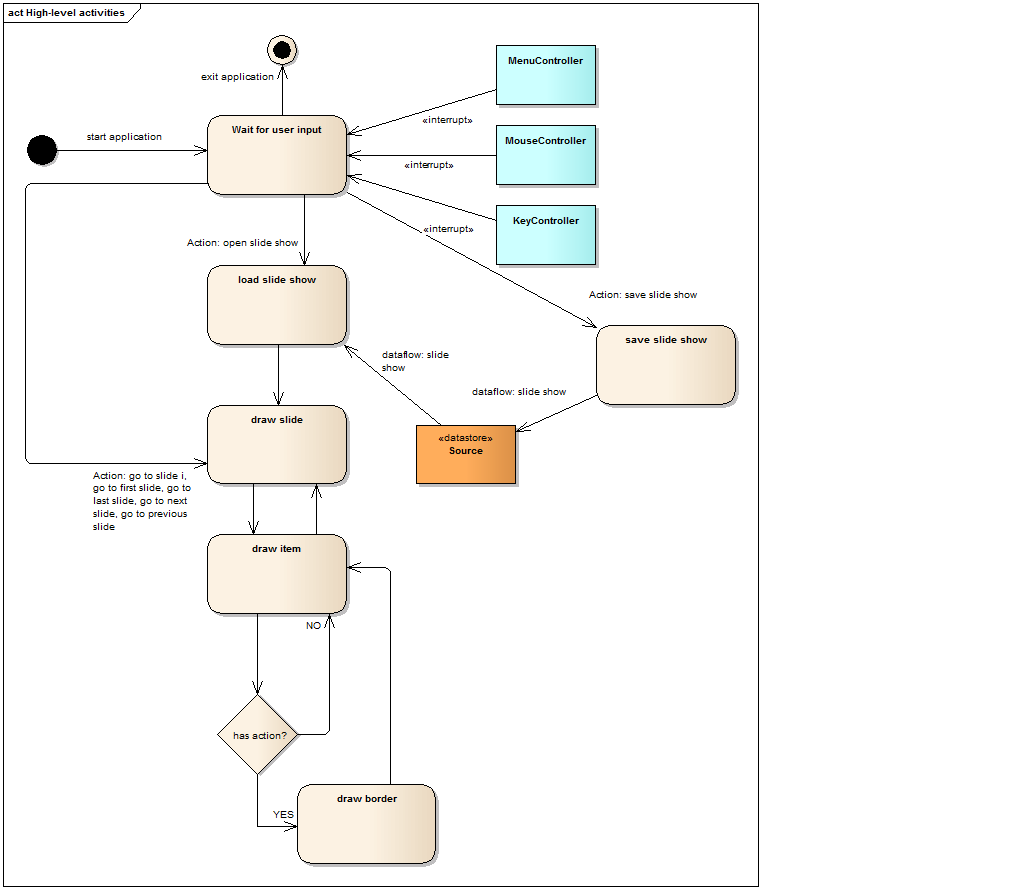 act High-level activities
exit application
MenuController
«interrupt»
start application
Wait for user input
MouseController
«interrupt»
KeyController
«interrupt»
Action: open slide show
load slide show
Action: save slide show
save slide show
dataflow: slide
show
dataflow: slide show
draw slide
«datastore»
Source
Action: go to slide i,
go to first slide, go to
last slide, go to next
slide, go to previous
slide
draw item
NO
has action?
YES
draw border